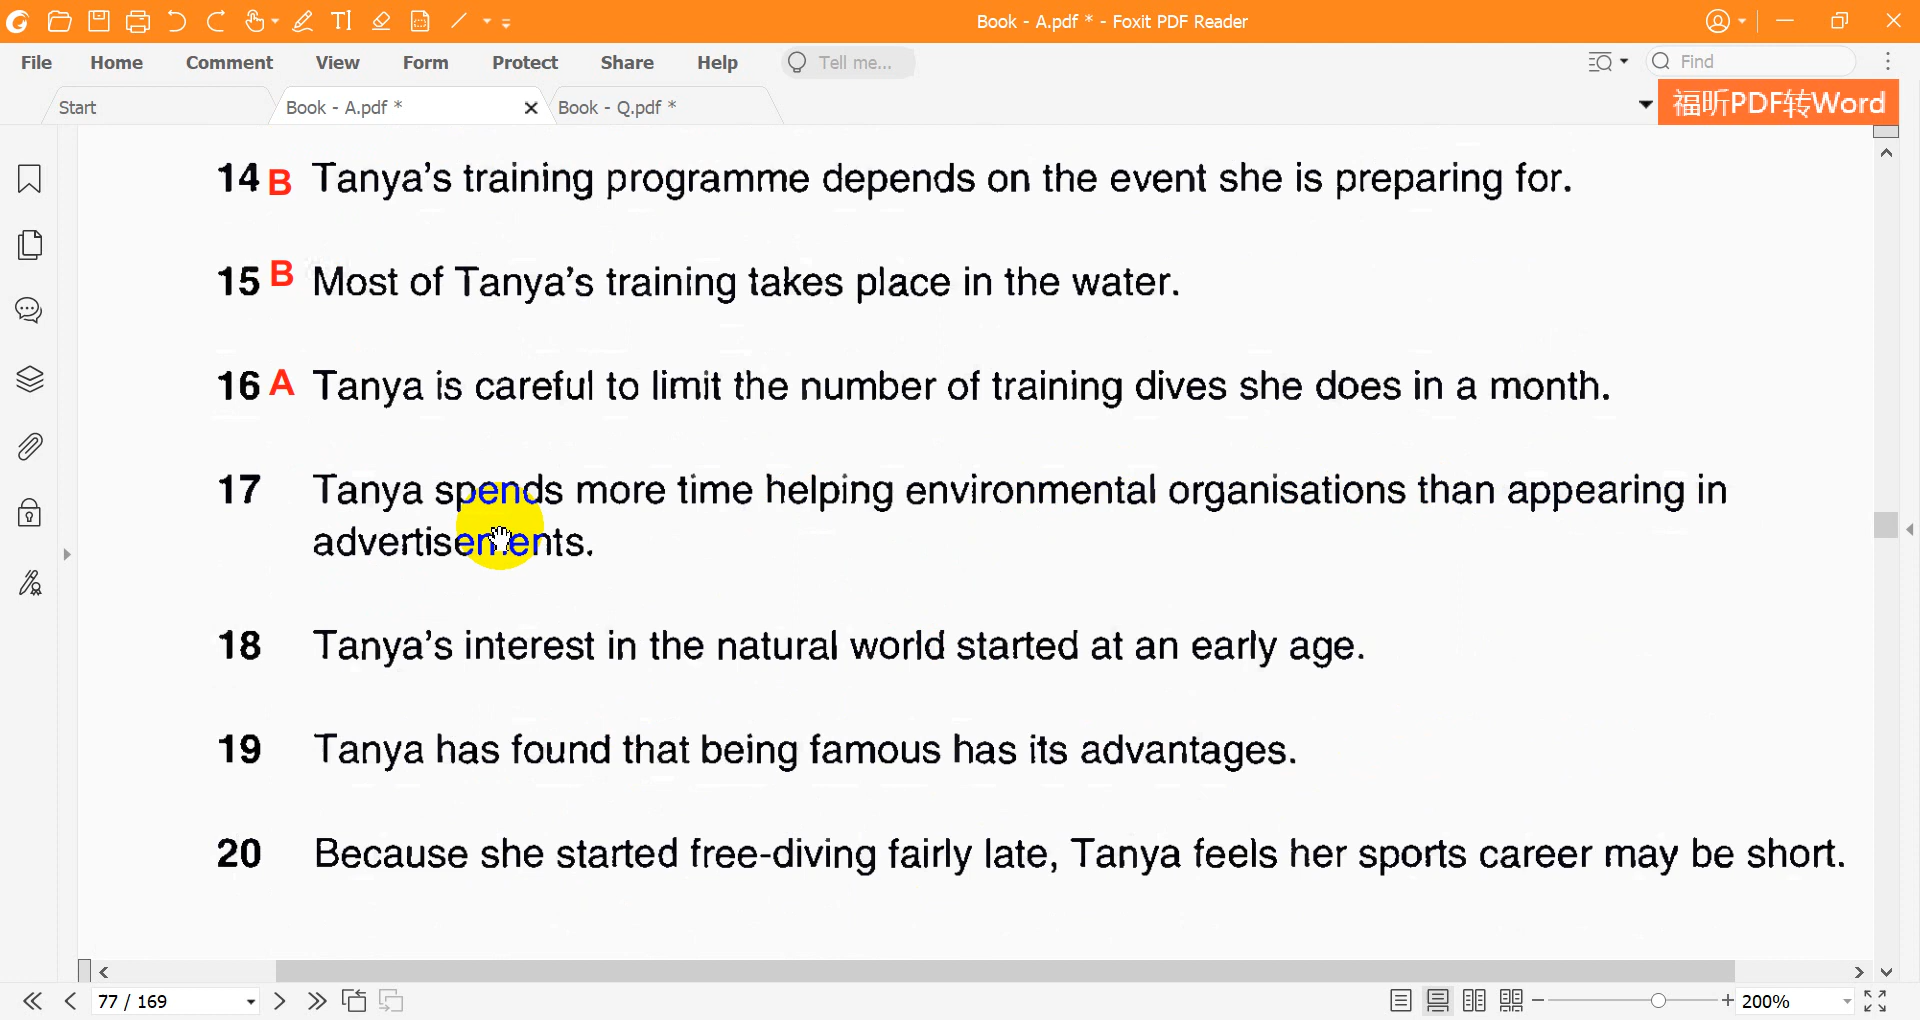 Book - A.pdf * - Foxit PDF Reader
File Home Comment View Form Protect Share Help Tell me... Find
Start Book - A.pdf * Book - Q.pdf * 福昕PDF转Word
14 B Tanya's training programme depends on the event she is preparing for.
15 B Most of Tanya's training takes place in the water.
16 A Tanya is careful to limit the number of training dives she does in a month.
17 Tanya spends more time helping environmental organisations than appearing in
advertisements.
18 Tanya's interest in the natural world started at an early age.
19 Tanya has found that being famous has its advantages.
20 Because she started free-diving fairly late, Tanya feels her sports career may be short.
77 / 169 200%